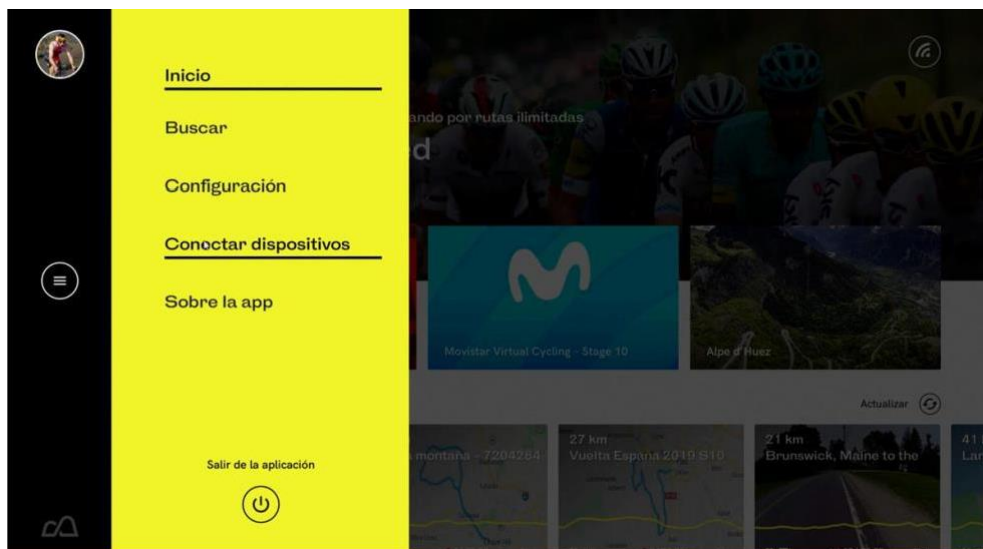 Inicio
Buscar
Configuración
Conectar dispositivos
Sobre la app
Salir de la aplicación
ando por rutas ilimitadas
Movistar Virtual Cycling - Stage 10
Alpe d'Huez
Actualizar
montaña - 7204284
27 km
Vuelta España 2019 S10
21 km
Brunswick, Maine to the
41
Lar